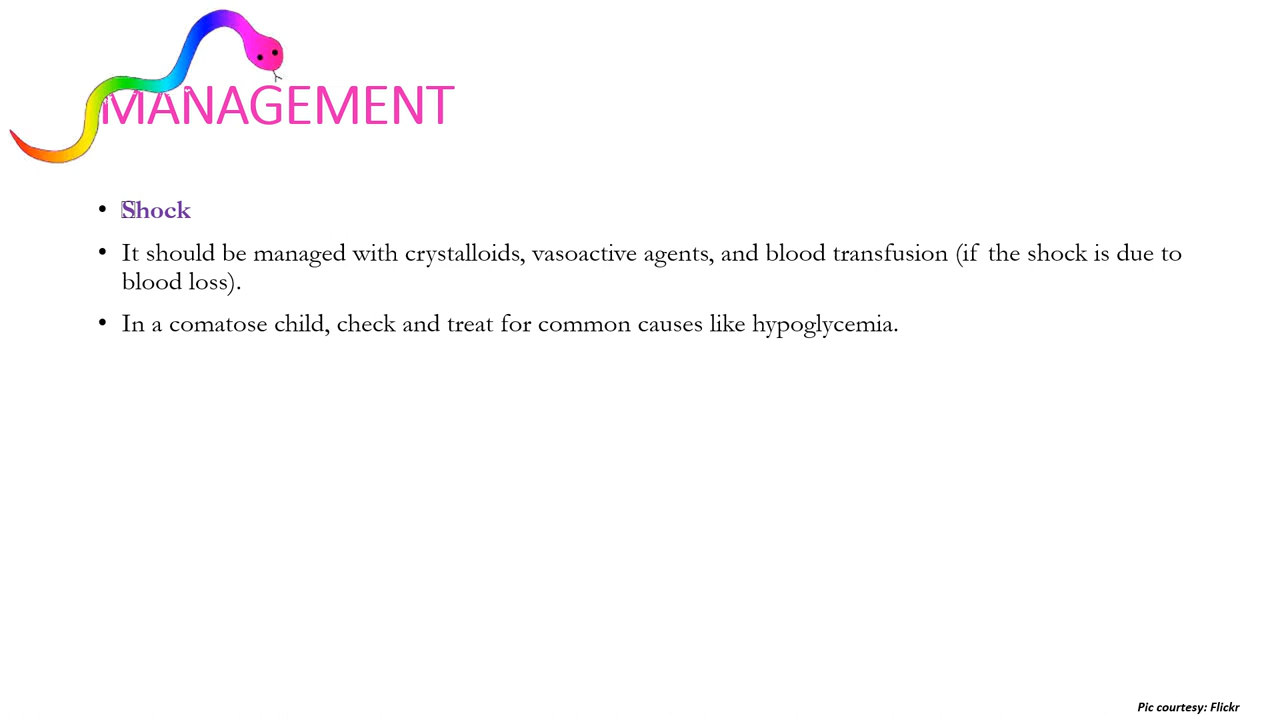 MANAGEMENT
• Shock
• It should be managed with crystalloids, vasoactive agents, and blood transfusion (if the shock is due to
blood loss).
• In a comatose child, check and treat for common causes like hypoglycemia.
Pic courtesy: Flickr